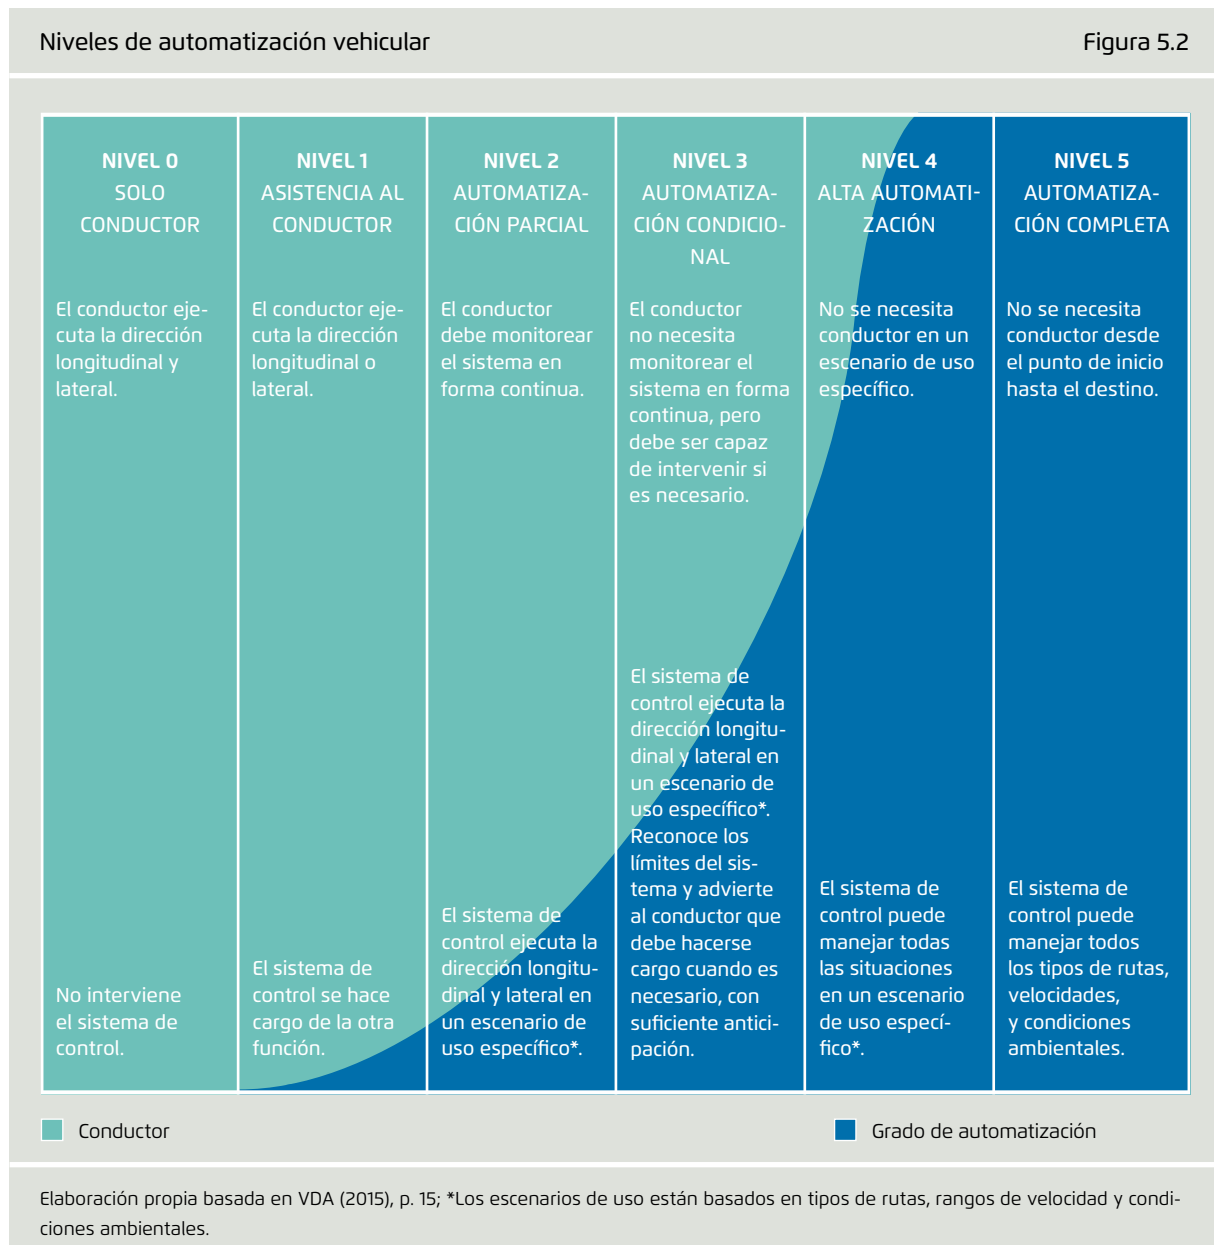 Niveles de automatización vehicular
Figura 5.2
NIVEL 0
SOLO
CONDUCTOR
El conductor eje-
cuta la dirección
longitudinal y
lateral.
No interviene
el sistema de
control.
NIVEL 1
ASISTENCIA AL
CONDUCTOR
El conductor eje-
cuta la dirección
longitudinal o
lateral.
El sistema de
control se hace
cargo de la otra
función.
NIVEL 2
AUTOMATIZA-
CIÓN PARCIAL
El conductor
debe monitorear
el sistema en
forma continua.
El sistema de
control ejecuta la
dirección longitu-
dinal y lateral en
un escenario de
uso específico*.
NIVEL 3
AUTOMATIZA-
CIÓN CONDICIO-
NAL
El conductor
no necesita
monitorear el
sistema en forma
continua, pero
debe ser capaz
de intervenir si
es necesario.
El sistema de
control ejecuta la
dirección longitu-
dinal y lateral en
un escenario de
uso específico*.
Reconoce los
límites del sis-
tema y advierte
al conductor que
debe hacerse
cargo cuando es
necesario, con
suficiente antici-
pación.
NIVEL 4
ALTA AUTOMATI-
ZACIÓN
No se necesita
conductor en un
escenario de uso
específico.
El sistema de
control puede
manejar todas
las situaciones
en un escenario
de uso especí-
fico*.
NIVEL 5
AUTOMATIZA-
CIÓN COMPLETA
No se necesita
conductor desde
el punto de inicio
hasta el destino.
El sistema de
control puede
manejar todos
los tipos de rutas,
velocidades,
y condiciones
ambientales.
Conductor
Grado de automatización
Elaboración propia basada en VDA (2015), p. 15; *Los escenarios de uso están basados en tipos de rutas, rangos de velocidad y condi-
ciones ambientales.